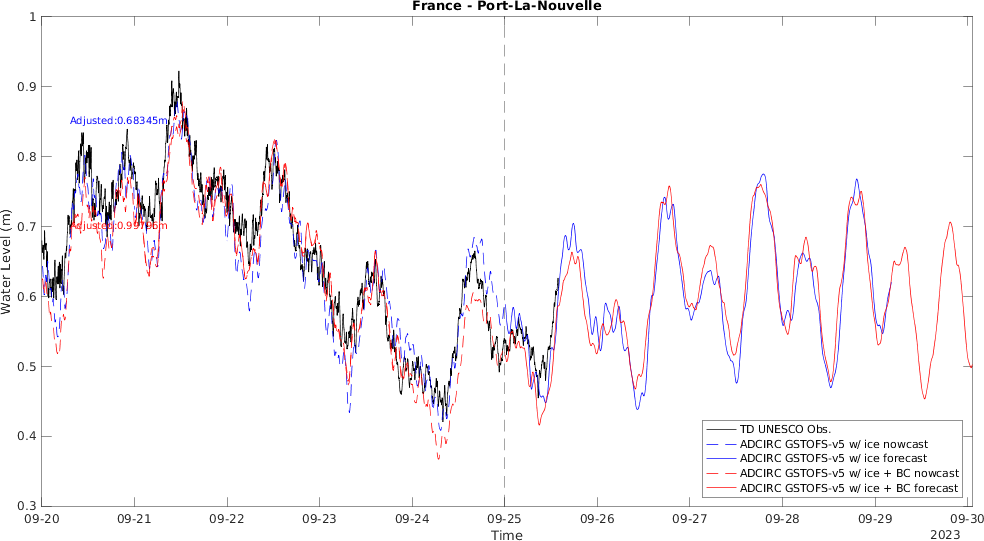 France - Port-La-Nouvelle
1
0.9
0.8
0.7
0.6
0.5
0.4
0.3
Water Level (m)
Adjusted:0.68345m
Adjusted:0.99796m
TD UNESCO Obs.
ADCIRC GSTOFS-v5 w/ ice nowcast
ADCIRC GSTOFS-v5 w/ ice forecast
ADCIRC GSTOFS-v5 w/ ice + BC nowcast
ADCIRC GSTOFS-v5 w/ ice + BC forecast
09-20 09-21 09-22 09-23 09-24 09-25 09-26 09-27 09-28 09-29 09-30
Time
2023